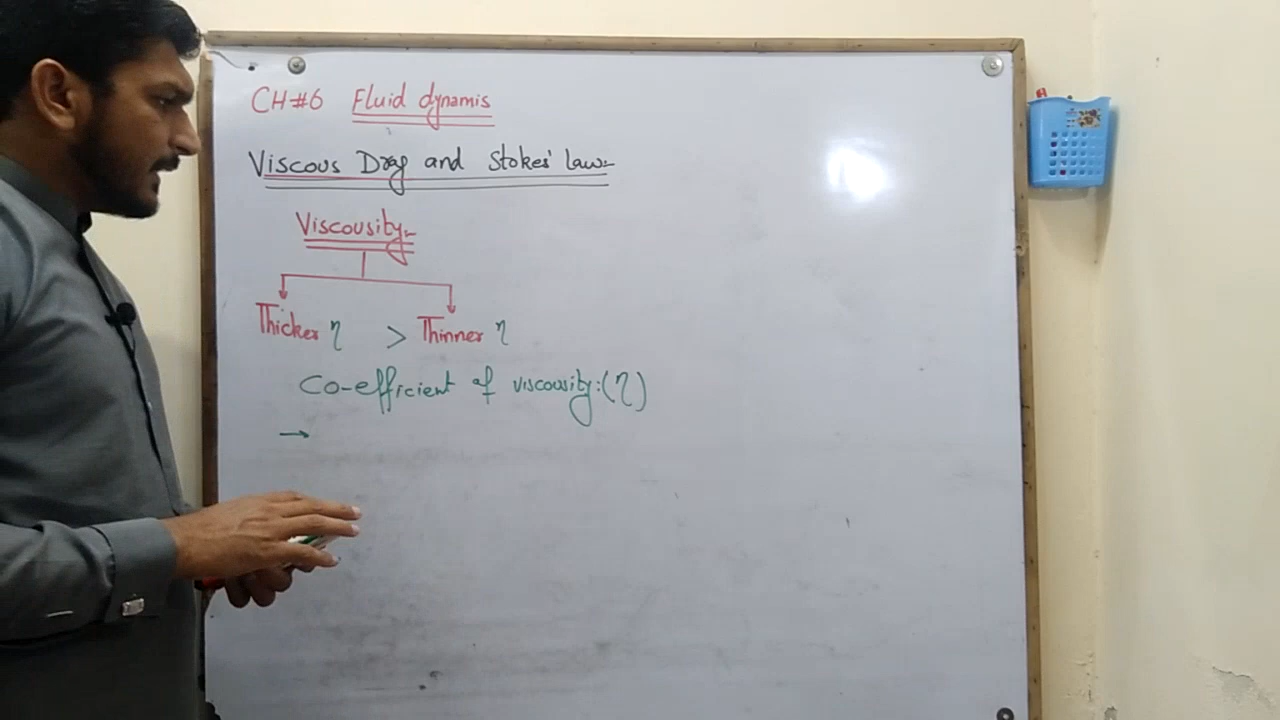 CH#6 Fluid dynamis
Viscous Drag and Stokes' Law:-
Viscousity:-
Thicker η > Thinner η
Co-efficient of viscousity:(η)
→